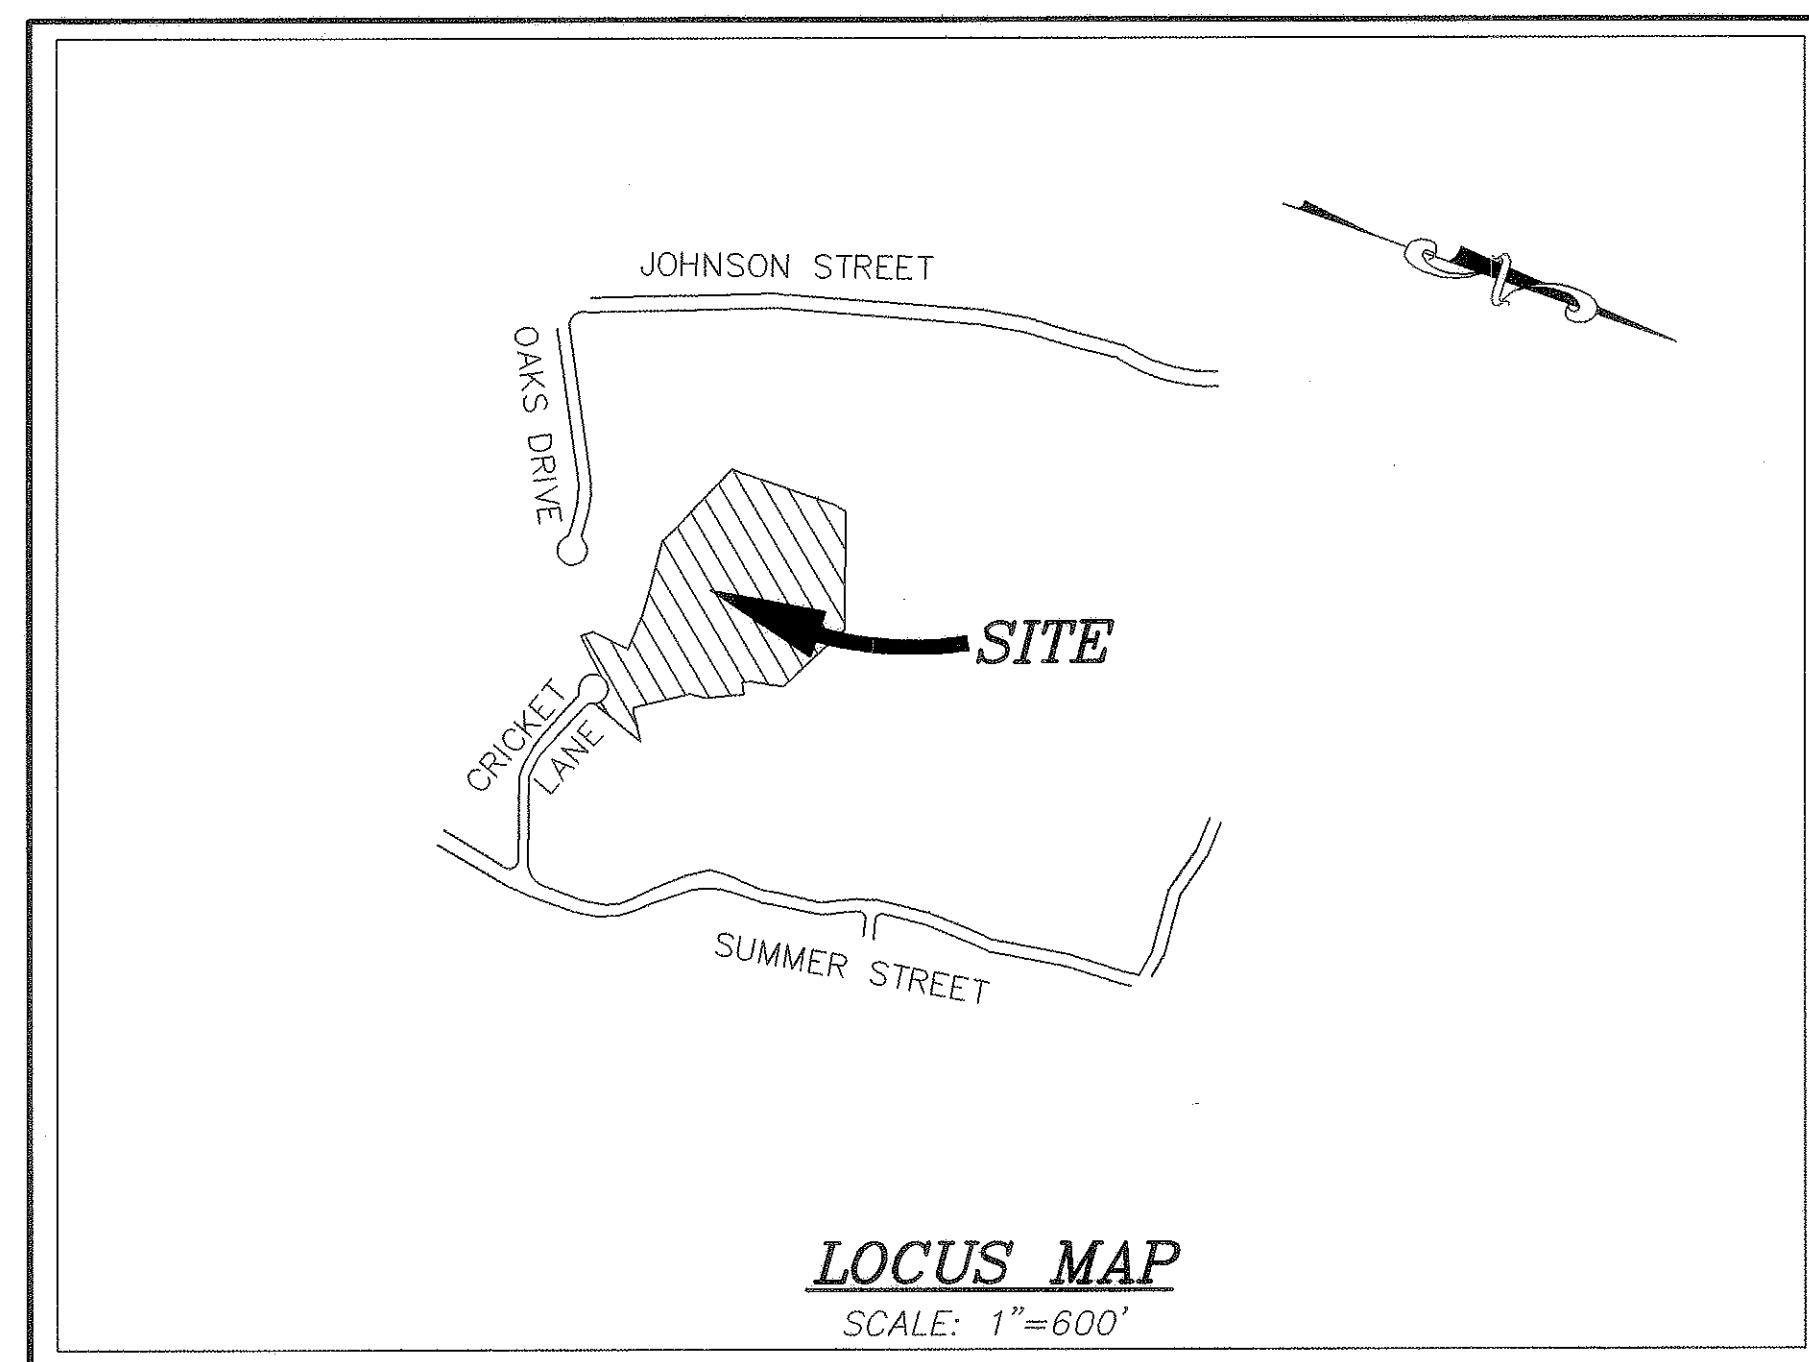 JOHNSON STREET
OAKS DRIVE
SITE
CRICKET
LANE
SUMMER STREET
LOCUS MAP
SCALE: 1"=600'